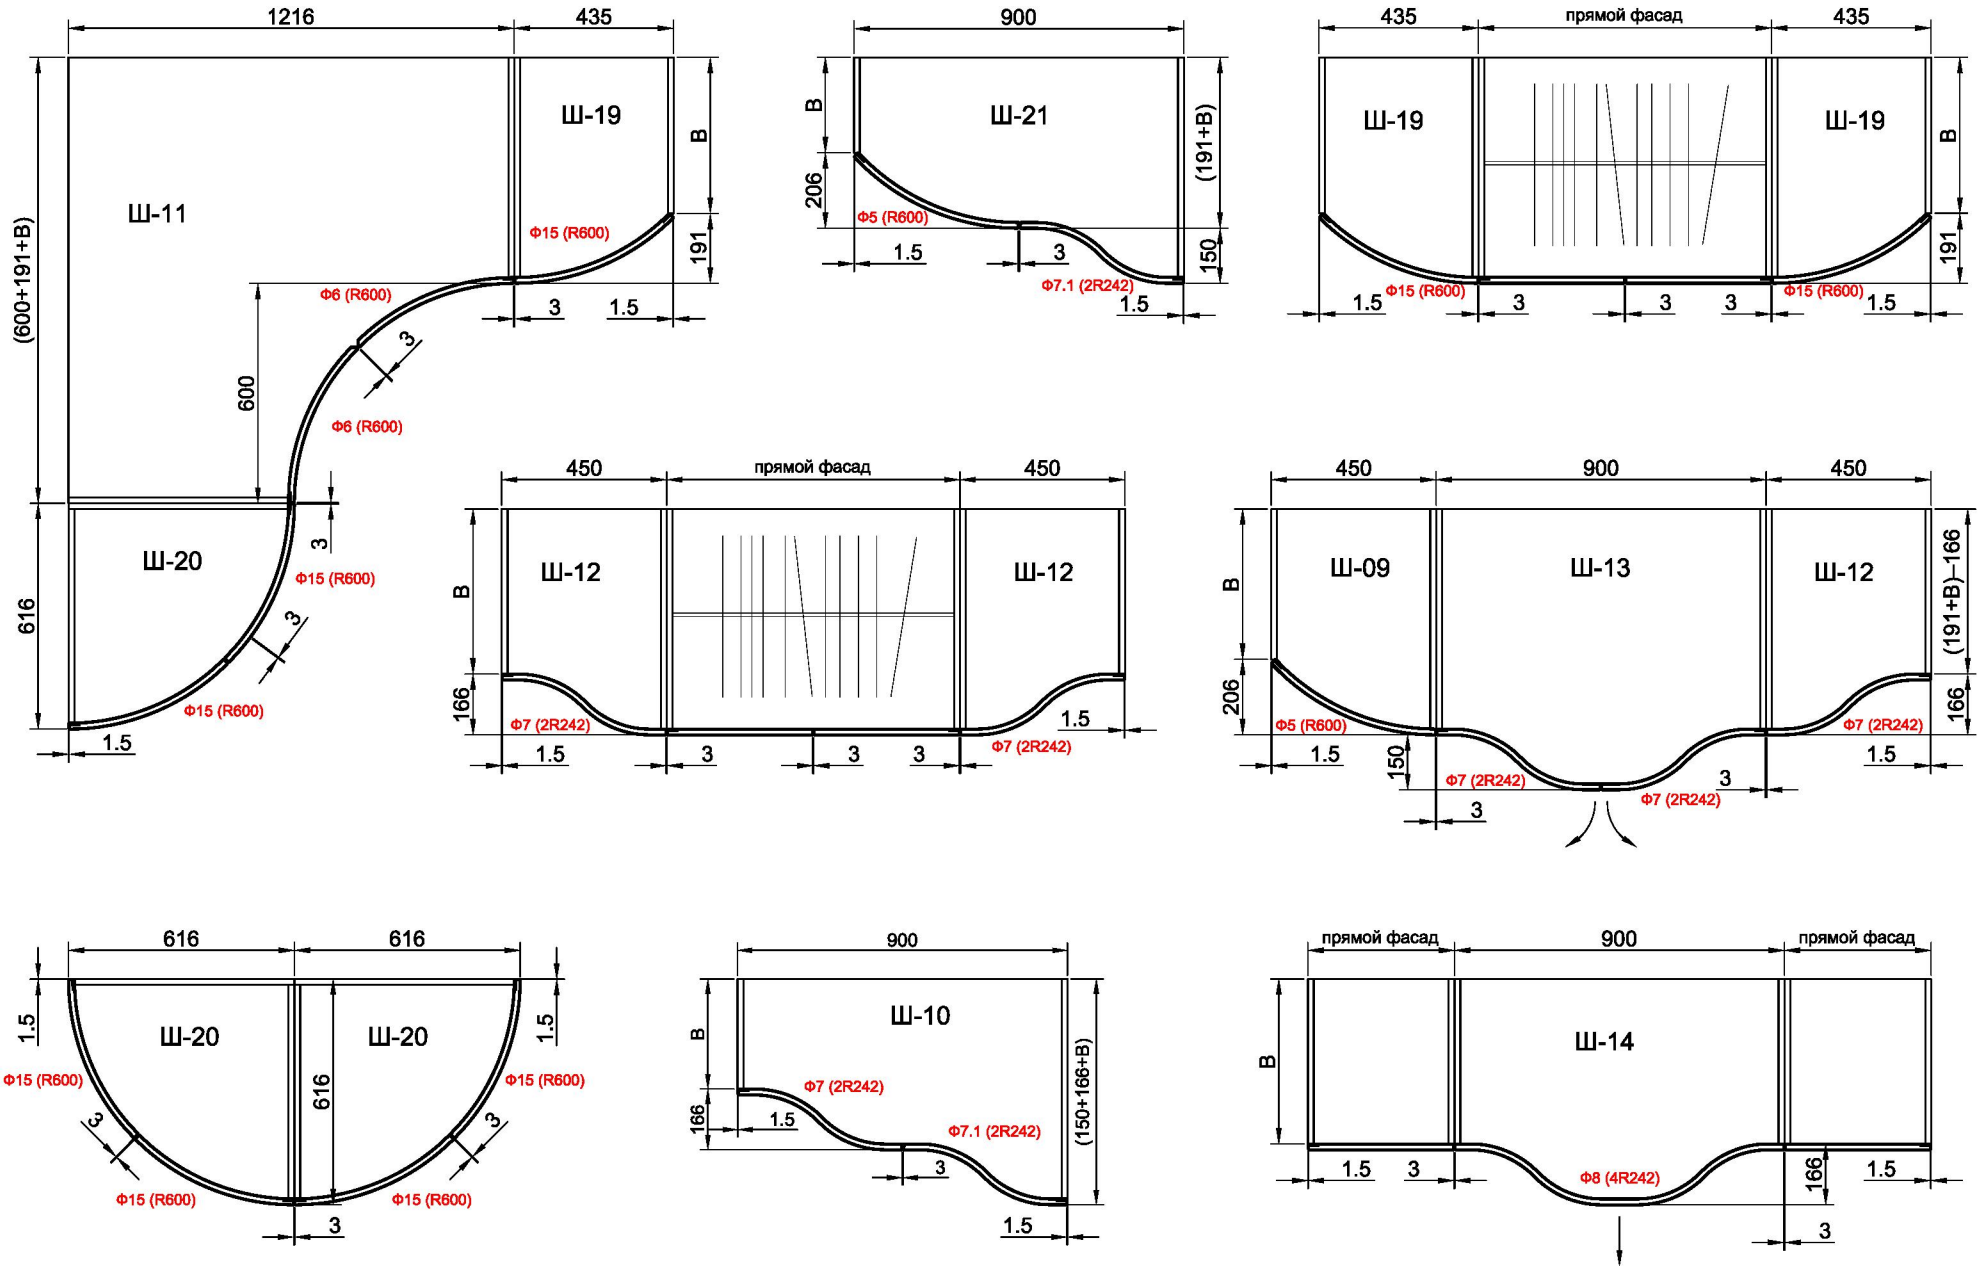 1216
435
Ш-11
Ш-19
B
191
(600+191+B)
600
Ф15 (R600)
Ф6 (R600)
3
1.5
3
Ф6 (R600)
3
Ш-20
616
Ф15 (R600)
3
Ф15 (R600)
1.5
900
Ш-21
B
206
(191+B)
150
Ф5 (R600)
1.5
3
Ф7.1 (2R242)
1.5
435
прямой фасад
435
Ш-19
Ш-19
B
191
1.5
Ф15 (R600)
3
3
3
Ф15 (R600)
1.5
450
прямой фасад
450
Ш-12
Ш-12
B
166
Ф7 (2R242)
1.5
3
3
3
Ф7 (2R242)
1.5
450
900
450
Ш-09
Ш-13
Ш-12
B
206
(191+B)–166
166
Ф5 (R600)
1.5
150
Ф7 (2R242)
3
Ф7 (2R242)
3
Ф7 (2R242)
1.5
616
616
1.5
1.5
Ш-20
Ш-20
616
Ф15 (R600)
Ф15 (R600)
3
3
Ф15 (R600)
Ф15 (R600)
3
900
Ш-10
B
166
(150+166+B)
Ф7 (2R242)
1.5
Ф7.1 (2R242)
3
1.5
прямой фасад
900
прямой фасад
Ш-14
B
1.5
3
Ф8 (4R242)
166
1.5
3